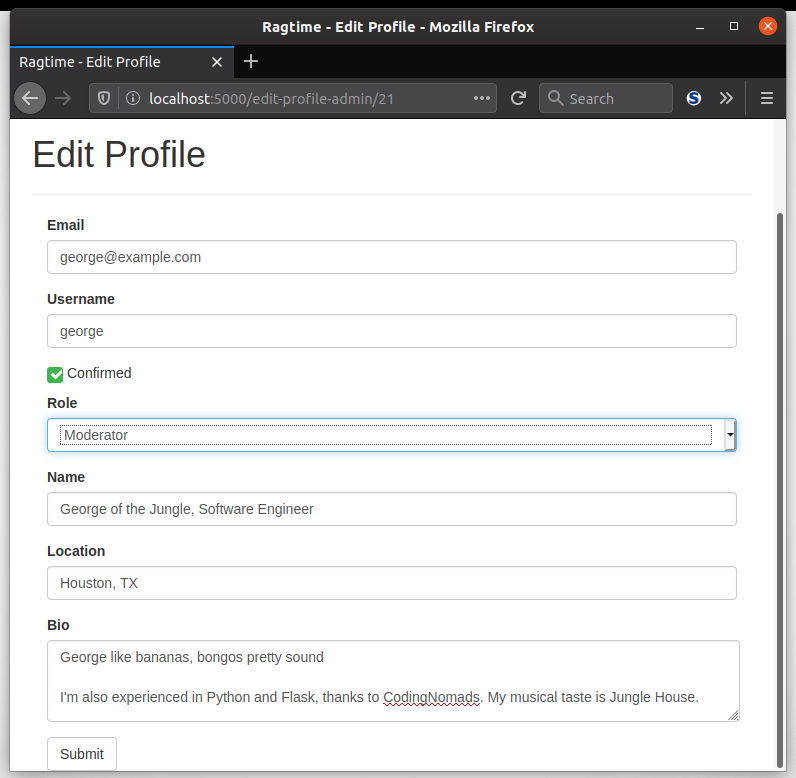 Ragtime - Edit Profile - Mozilla Firefox
Ragtime - Edit Profile
localhost:5000/edit-profile-admin/21
Search
Edit Profile
Email
george@example.com
Username
george
Confirmed
Role
Moderator
Name
George of the Jungle, Software Engineer
Location
Houston, TX
Bio
George like bananas, bongos pretty sound
I'm also experienced in Python and Flask, thanks to CodingNomads. My musical taste is Jungle House.
Submit